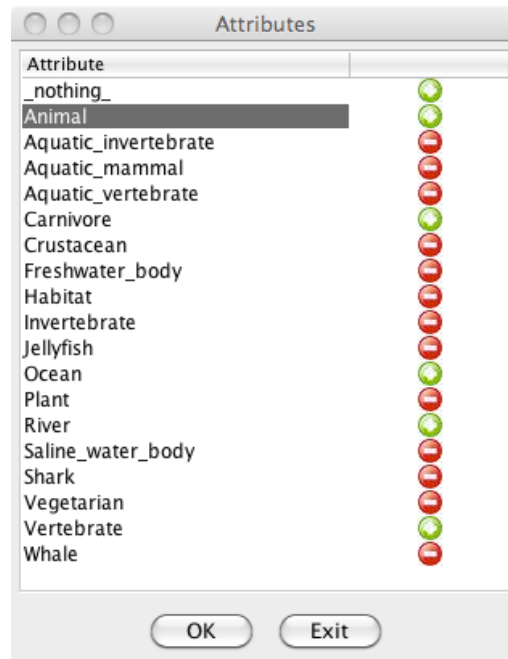 Attributes
Attribute
_nothing_
Animal
Aquatic_invertebrate
Aquatic_mammal
Aquatic_vertebrate
Carnivore
Crustacean
Freshwater_body
Habitat
Invertebrate
Jellyfish
Ocean
Plant
River
Saline_water_body
Shark
Vegetarian
Vertebrate
Whale
OK Exit